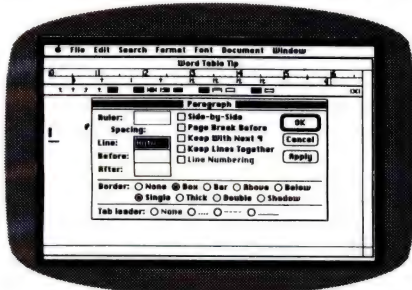 File Edit Search Format Font Document Window
Word Table Tip
Paragraph
Ruler:
Spacing:
Line:
Before:
After:
Side-by-Side
Page Break Before
Keep With Next ¶
Keep Lines Together
Line Numbering
OK
Cancel
Apply
Border: None Box Bar Above Below
Single Thick Double Shadow
Tab leader: None .... ---- ____